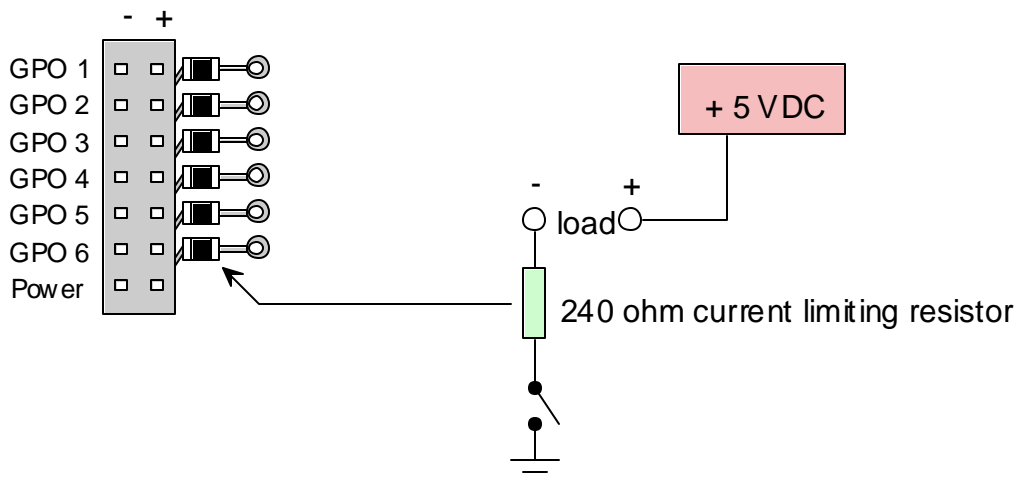 - +
GPO 1
GPO 2
GPO 3
GPO 4
GPO 5
GPO 6
Power
+ 5 VDC
- +
load
240 ohm current limiting resistor